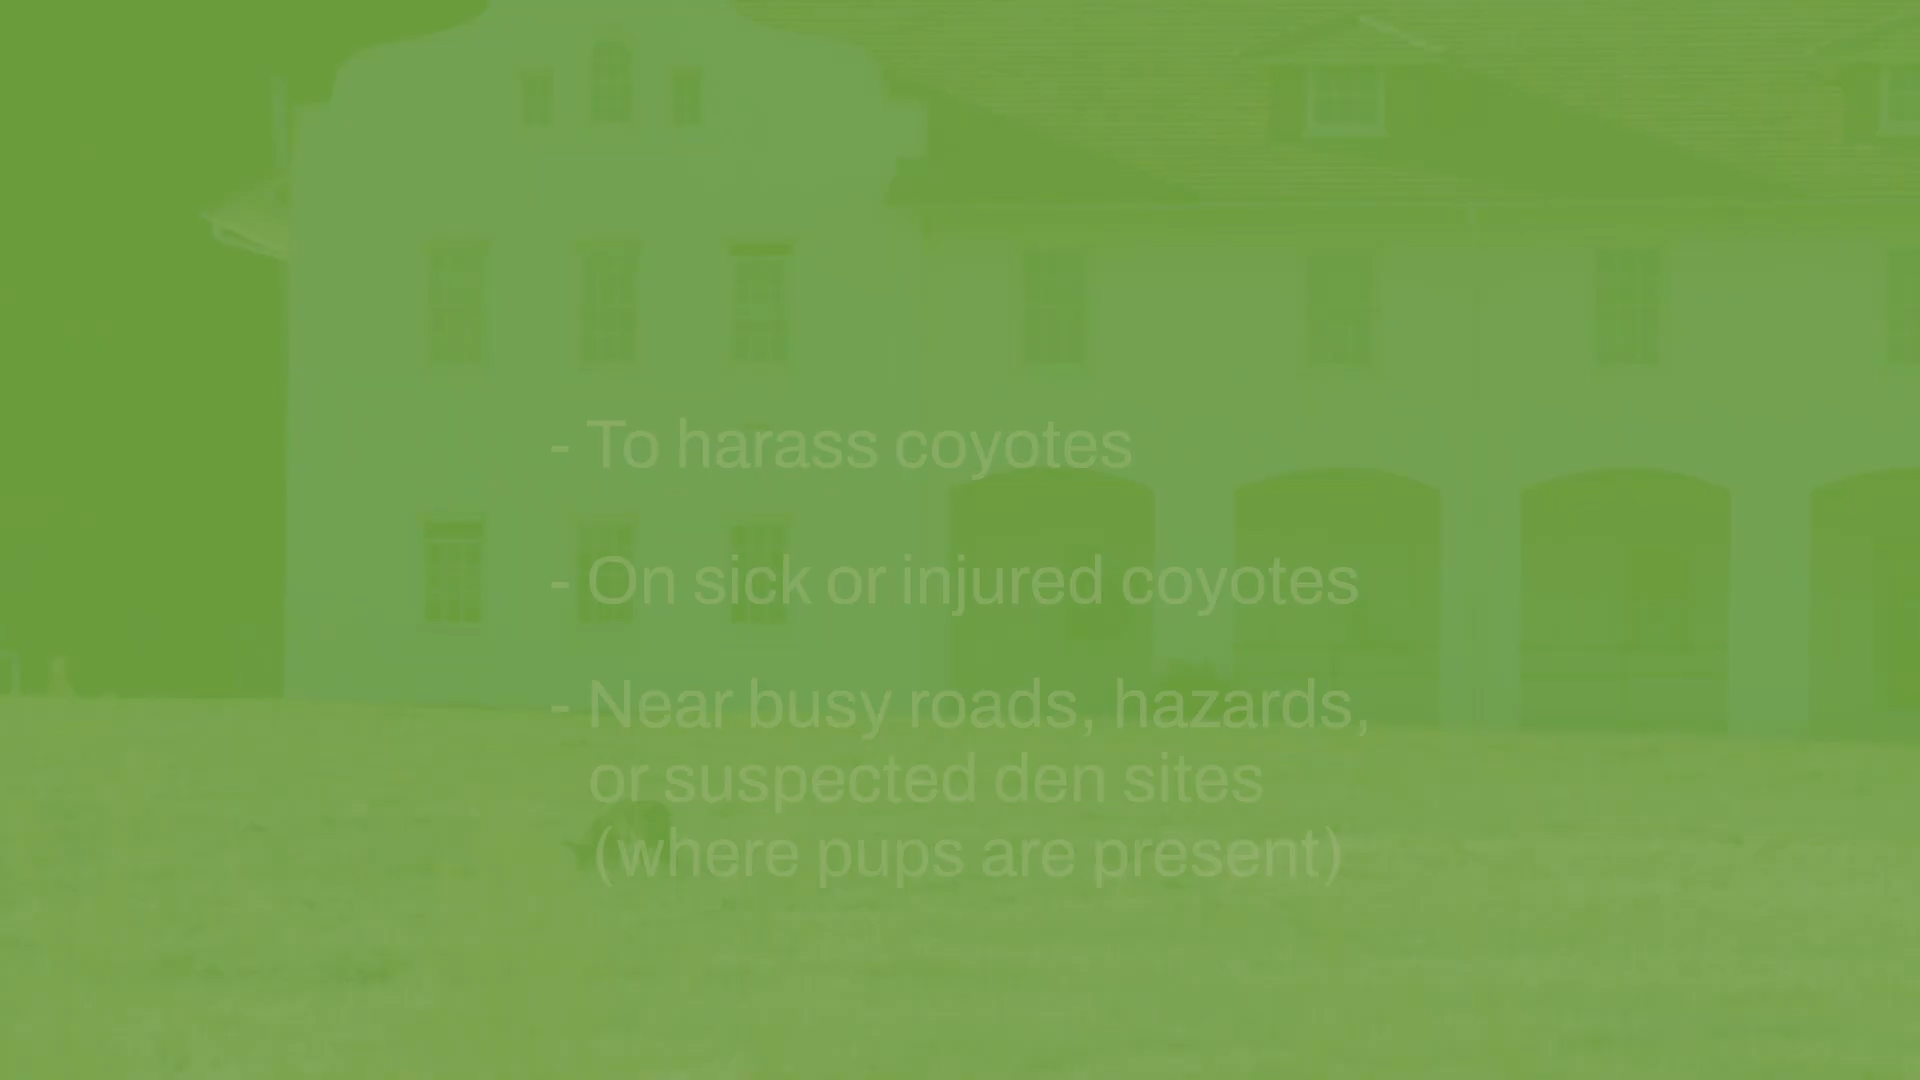 - To harass coyotes
- On sick or injured coyotes
- Near busy roads, hazards,
or suspected den sites
(where pups are present)